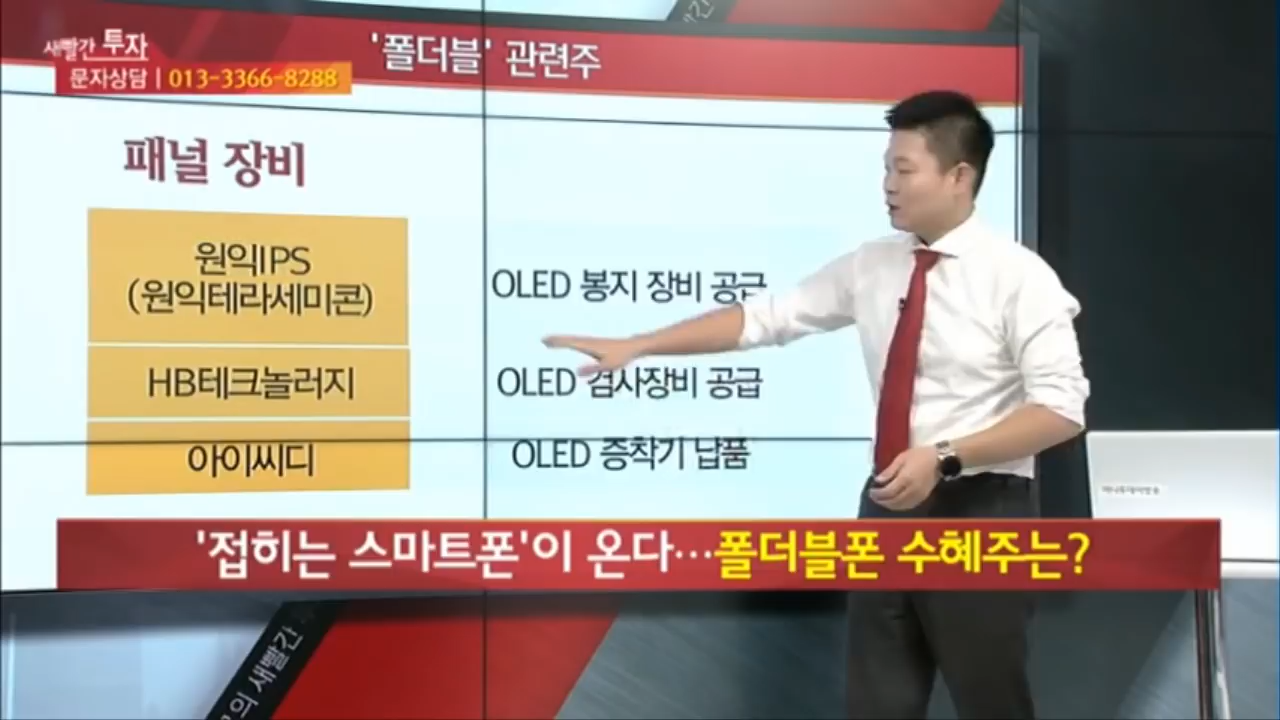 새빨간 투자
문자상담 | 013-3366-8288
'폴더블' 관련주
패널 장비
원익IPS
(원익테라세미콘)
OLED 봉지 장비 공급
HB테크놀러지
OLED 검사장비 공급
아이씨디
OLED 증착기 납품
'접히는 스마트폰'이 온다…폴더블폰 수혜주는?
의 새빨간